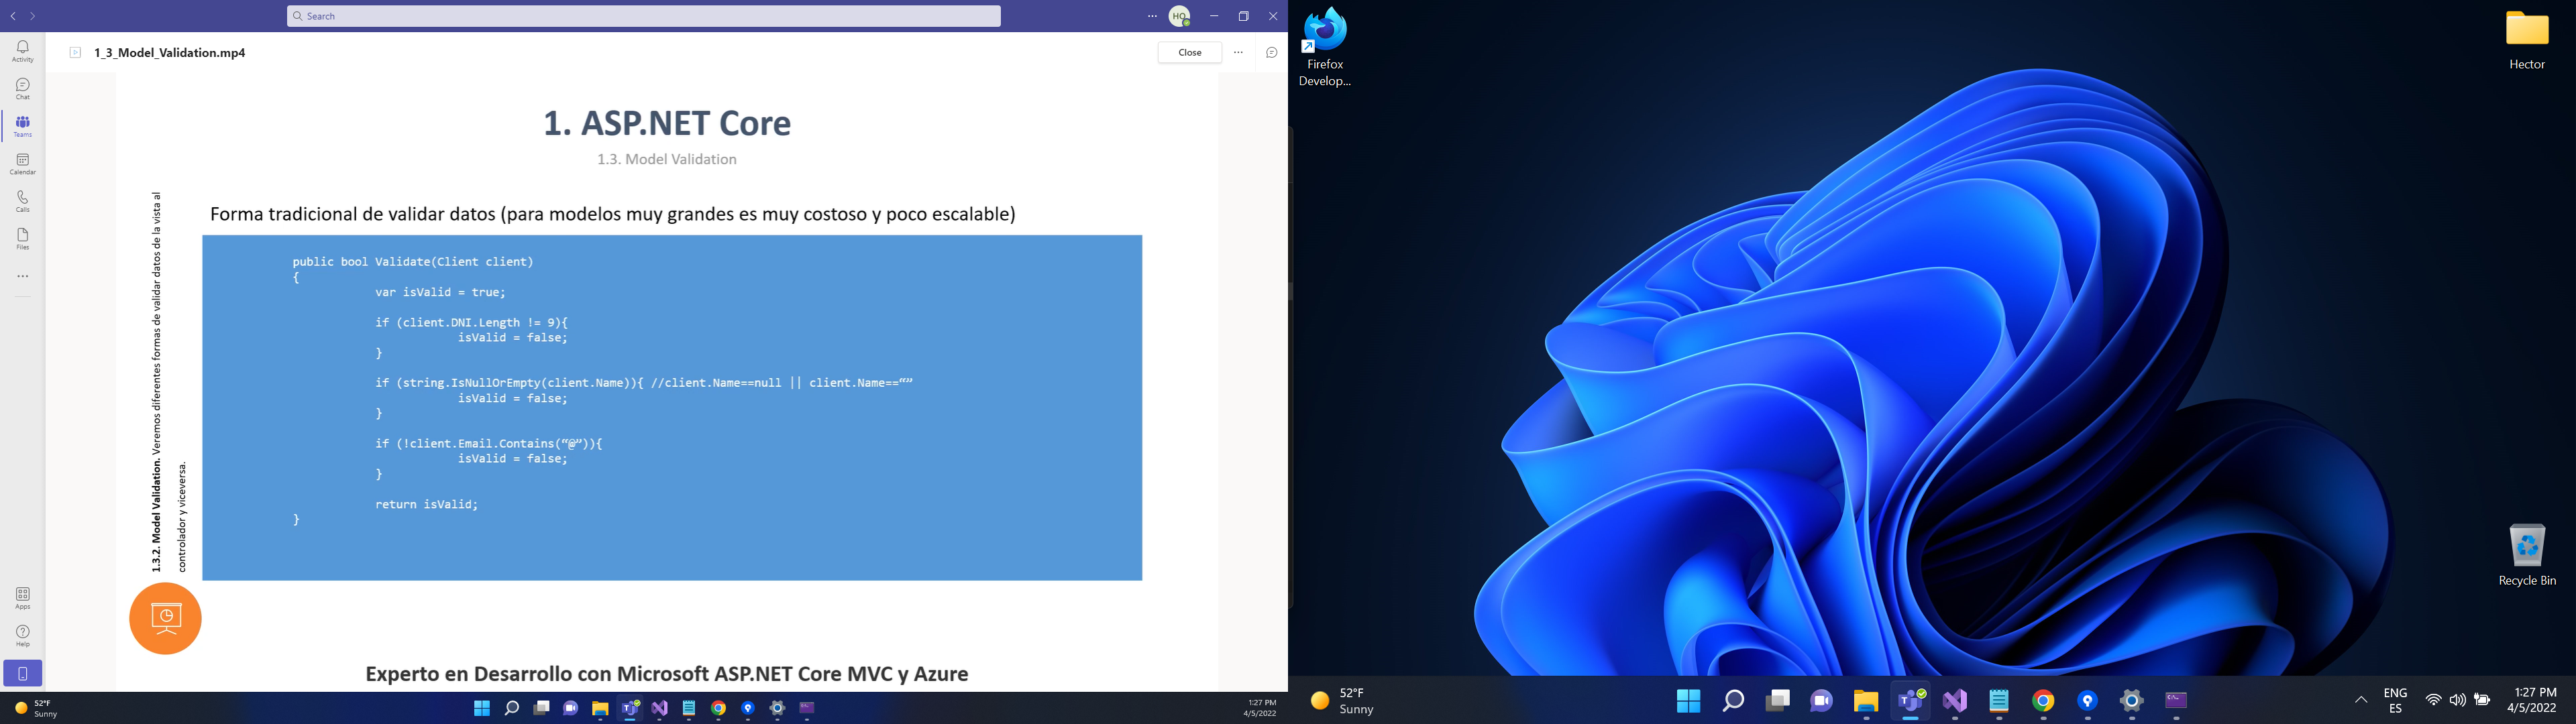 Search
HQ
Activity
Chat
Teams
Calendar
Calls
Files
Apps
Help
1_3_Model_Validation.mp4
Close
1. ASP.NET Core
1.3. Model Validation
1.3.2. Model Validation. Veremos diferentes formas de validar datos de la vista al
controlador y viceversa.
Forma tradicional de validar datos (para modelos muy grandes es muy costoso y poco escalable)
public bool Validate(Client client)
{
var isValid = true;
if (client.DNI.Length != 9){
isValid = false;
}
if (string.IsNullOrEmpty(client.Name)){ //client.Name==null || client.Name==“”
isValid = false;
}
if (!client.Email.Contains(“@”)){
isValid = false;
}
return isValid;
}
Experto en Desarrollo con Microsoft ASP.NET Core MVC y Azure
52°F
Sunny
1:27 PM
4/5/2022
Firefox
Develop...
Hector
Recycle Bin
52°F
Sunny
ENG
ES
1:27 PM
4/5/2022